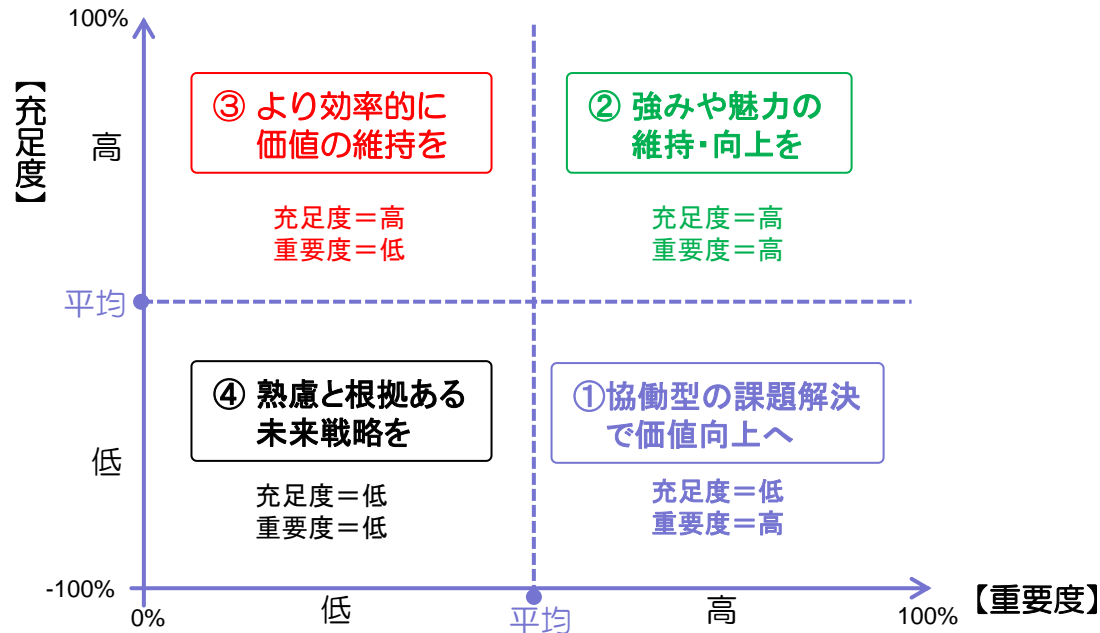 100%
【充足度】
高
③ より効率的に
価値の維持を
充足度＝高
重要度＝低
② 強みや魅力の
維持・向上を
充足度＝高
重要度＝高
平均
④ 熟慮と根拠ある
未来戦略を
低
充足度＝低
重要度＝低
①協働型の課題解決
で価値向上へ
充足度＝低
重要度＝高
-100%
0%
低
平均
高
100%
【重要度】